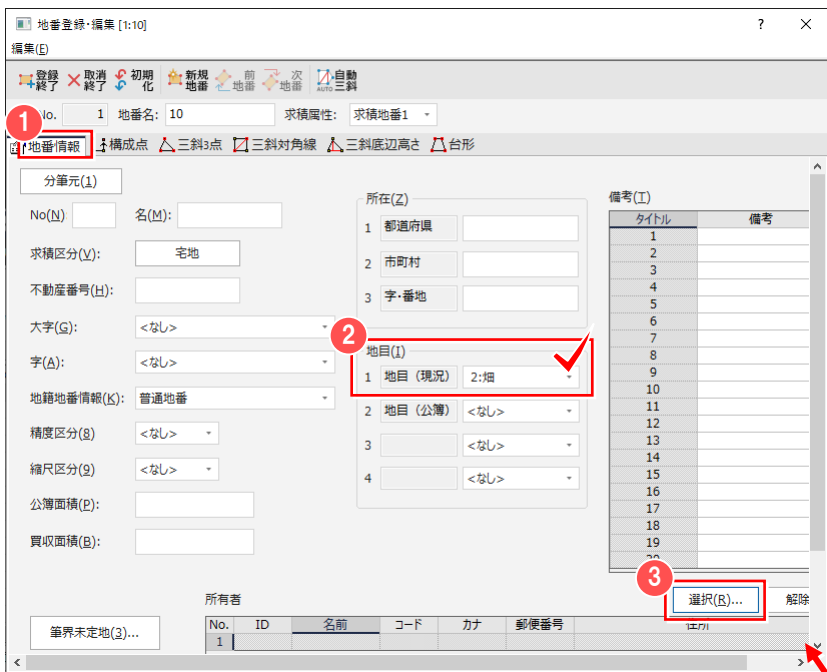 地番登録・編集 [1:10]
編集(E)
登録終了 取消終了 初期化 新規地番 前地番 次地番 自動三斜 AUTO
No. 1 地番名: 10 求積属性: 求積地番1
1
地番情報 構成点 三斜3点 三斜対角線 三斜底辺高さ 台形
分筆元(1)
No(N) 名(M):
求積区分(V): 宅地
不動産番号(H):
大字(G): <なし>
字(A): <なし>
地籍地番情報(K): 普通地番
精度区分(8) <なし>
縮尺区分(9) <なし>
公簿面積(P):
買収面積(B):
所在(Z)
1 都道府県
2 市町村
3 字・番地
2
地目(I)
1 地目（現況） 2:畑
2 地目（公簿） <なし>
3 <なし>
4 <なし>
備考(T)
タイトル 備考
1
2
3
4
5
6
7
8
9
10
11
12
13
14
15
16
17
18
19
20
3
選択(R)... 解除
筆界未定地(3)...
所有者
No. ID 名前 コード カナ 郵便番号 住所
1